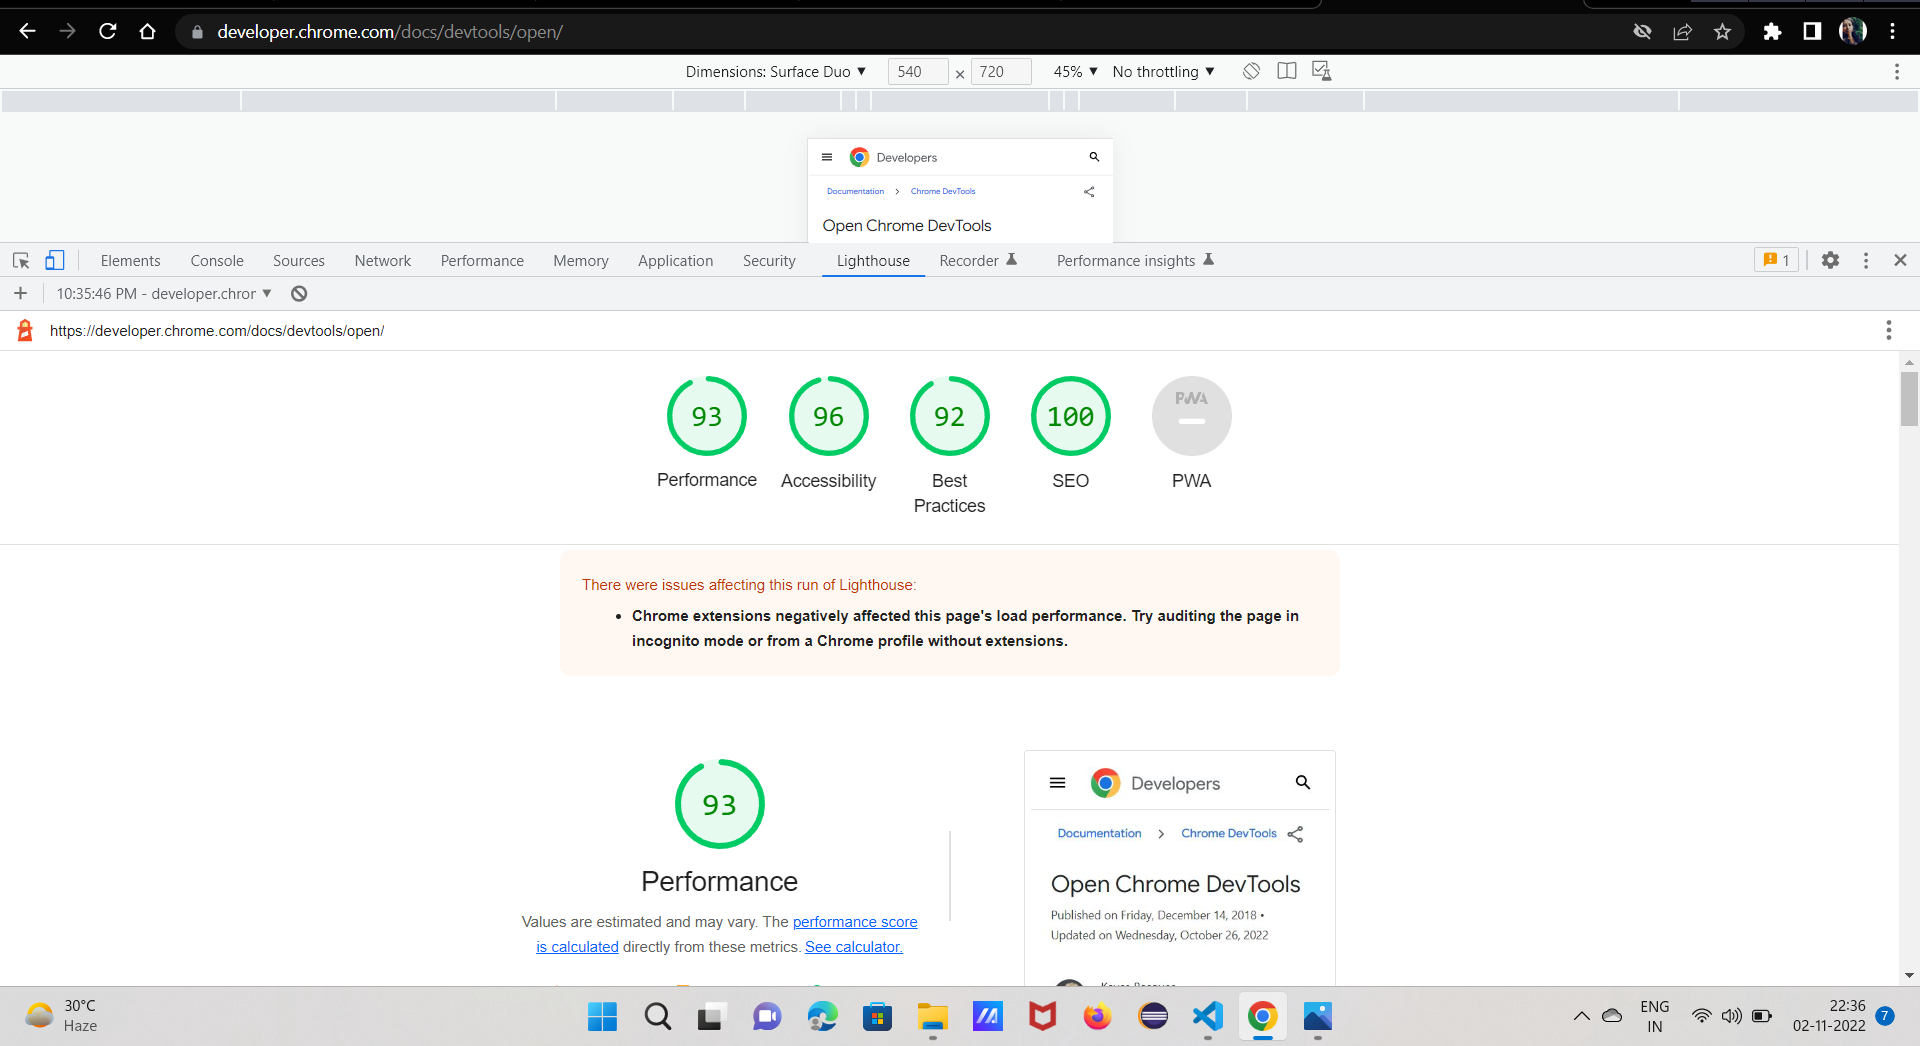 developer.chrome.com/docs/devtools/open/
Dimensions: Surface Duo ▼ 540 × 720 45% ▼ No throttling ▼
Developers
Documentation > Chrome DevTools
Open Chrome DevTools
Elements Console Sources Network Performance Memory Application Security Lighthouse Recorder Performance insights 1
+ 10:35:46 PM - developer.chror ▼
https://developer.chrome.com/docs/devtools/open/
93 96 92 100 PWA
Performance Accessibility Best Practices SEO PWA
There were issues affecting this run of Lighthouse:
• Chrome extensions negatively affected this page's load performance. Try auditing the page in
incognito mode or from a Chrome profile without extensions.
93
Performance
Values are estimated and may vary. The performance score
is calculated directly from these metrics. See calculator.
Developers
Documentation > Chrome DevTools
Open Chrome DevTools
Published on Friday, December 14, 2018 •
Updated on Wednesday, October 26, 2022
30°C
Haze
ENG
IN
22:36
02-11-2022
7